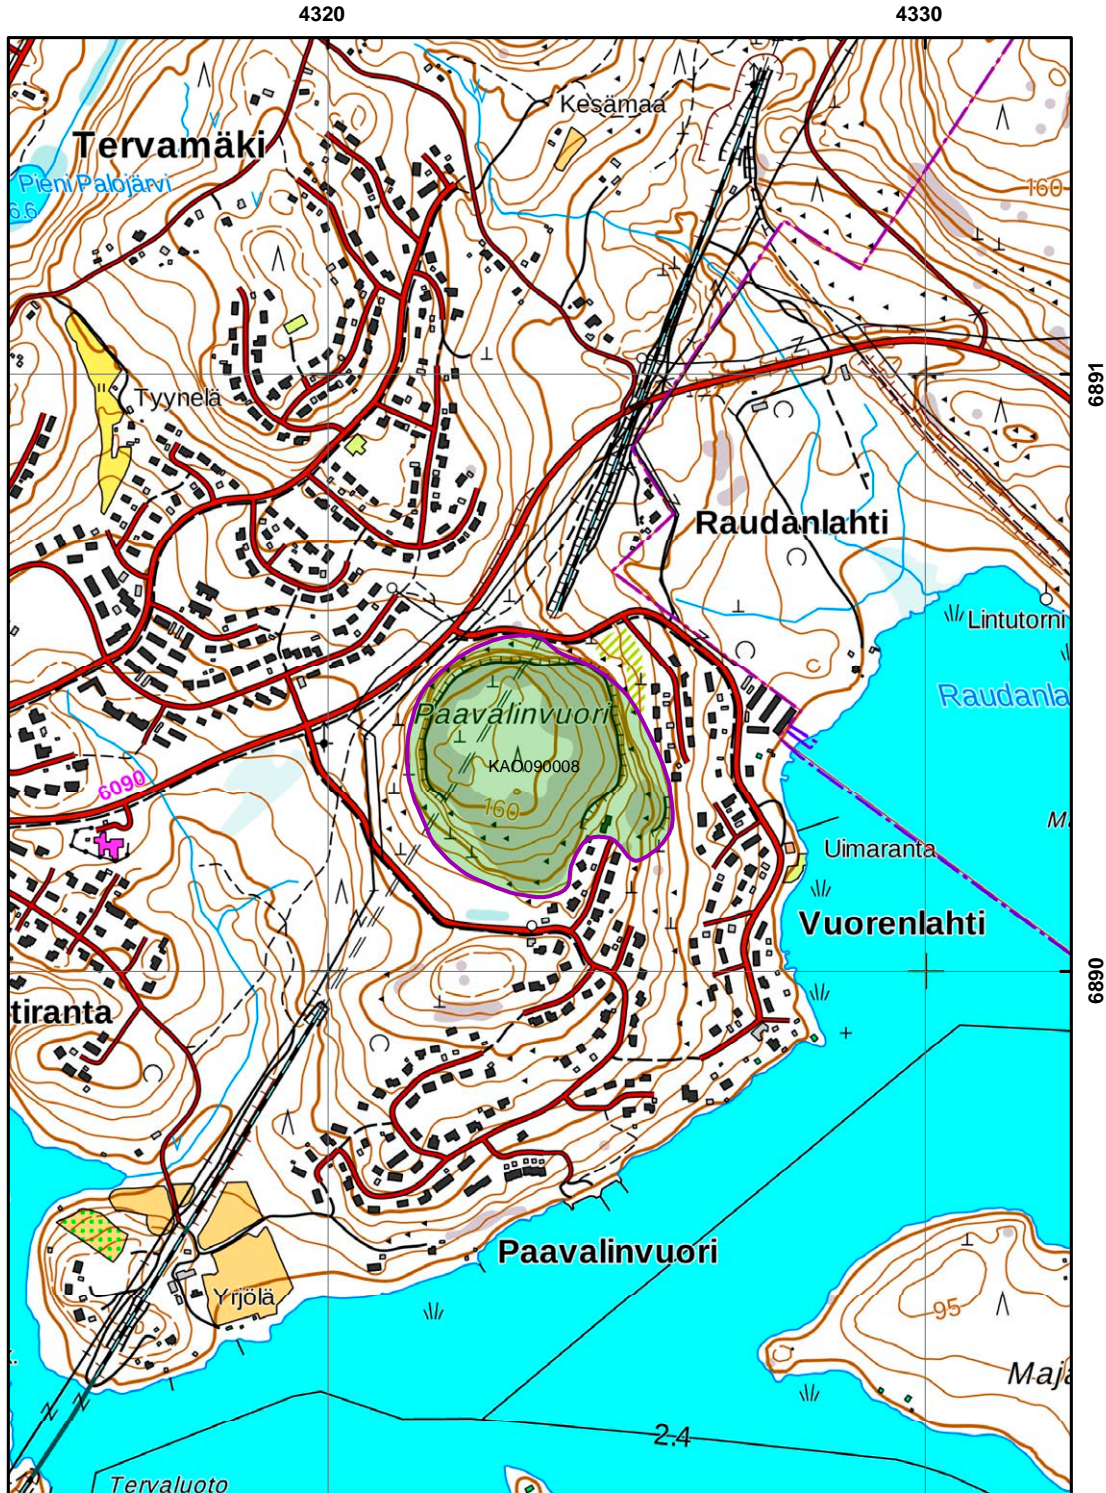 4320
4330
Kesämaa
Tervamäki
Pieni Palojärvi
6.6
160
6891
Tyynelä
Raudanlahti
Lintutorni
Raudanla
Paavalinvuori
KAO090008
6090
160
Uimaranta
Vuorenlahti
6890
tiranta
Paavalinvuori
Yrjölä
95
Maja
2.4
Tervaluoto